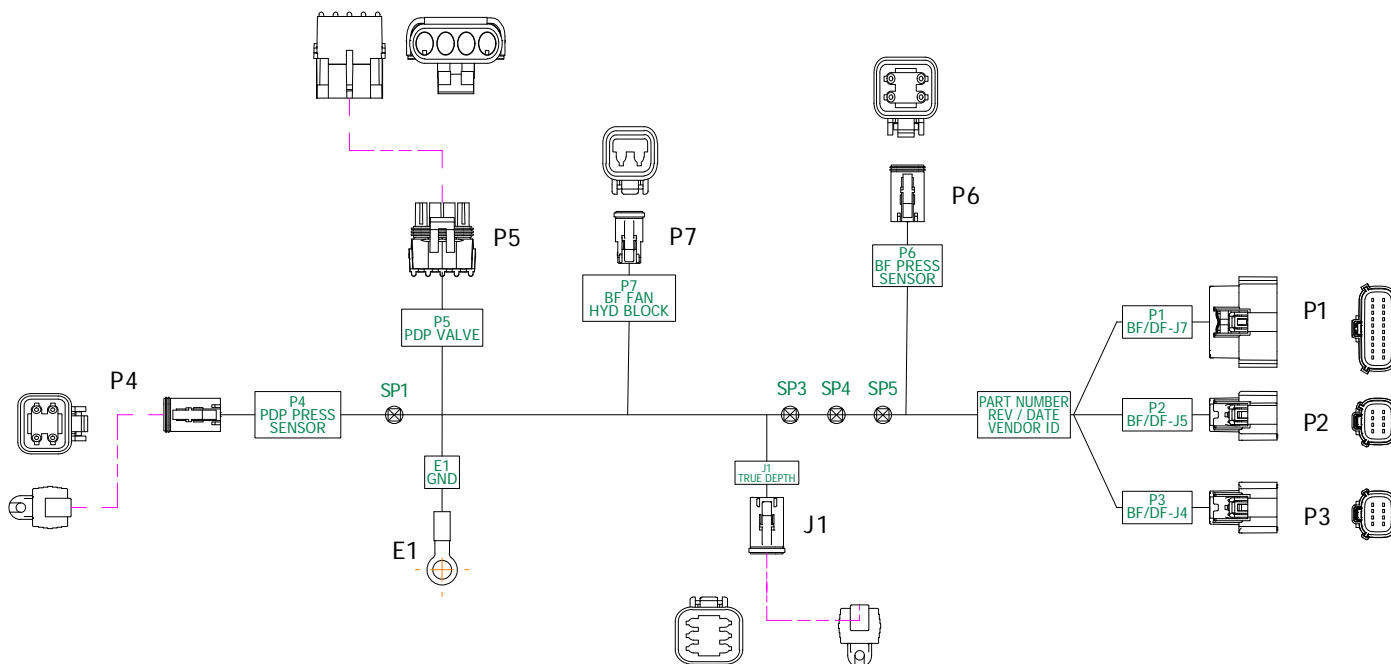 P5
P5
PDP VALVE
P7
P7
BF FAN
HYD BLOCK
P6
P6
BF PRESS
SENSOR
P4
P4
PDP PRESS
SENSOR
SP1
E1
GND
E1
SP3
SP4
SP5
J1
TRUE DEPTH
J1
PART NUMBER
REV / DATE
VENDOR ID
P1
BF/DF-J7
P1
P2
BF/DF-J5
P2
P3
BF/DF-J4
P3